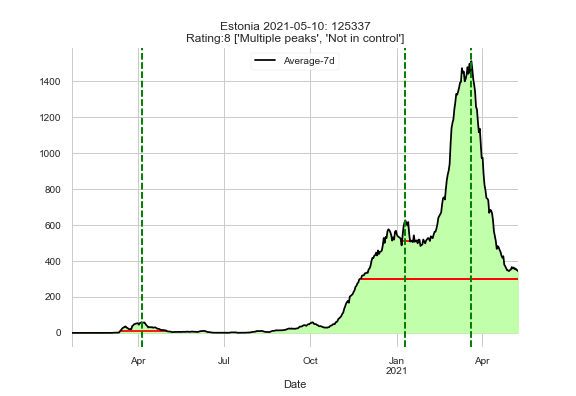 Estonia 2021-05-10: 125337
Rating:8 ['Multiple peaks', 'Not in control']
Average-7d
1400
1200
1000
800
600
400
200
0
Apr
Jul
Oct
Jan
2021
Apr
Date